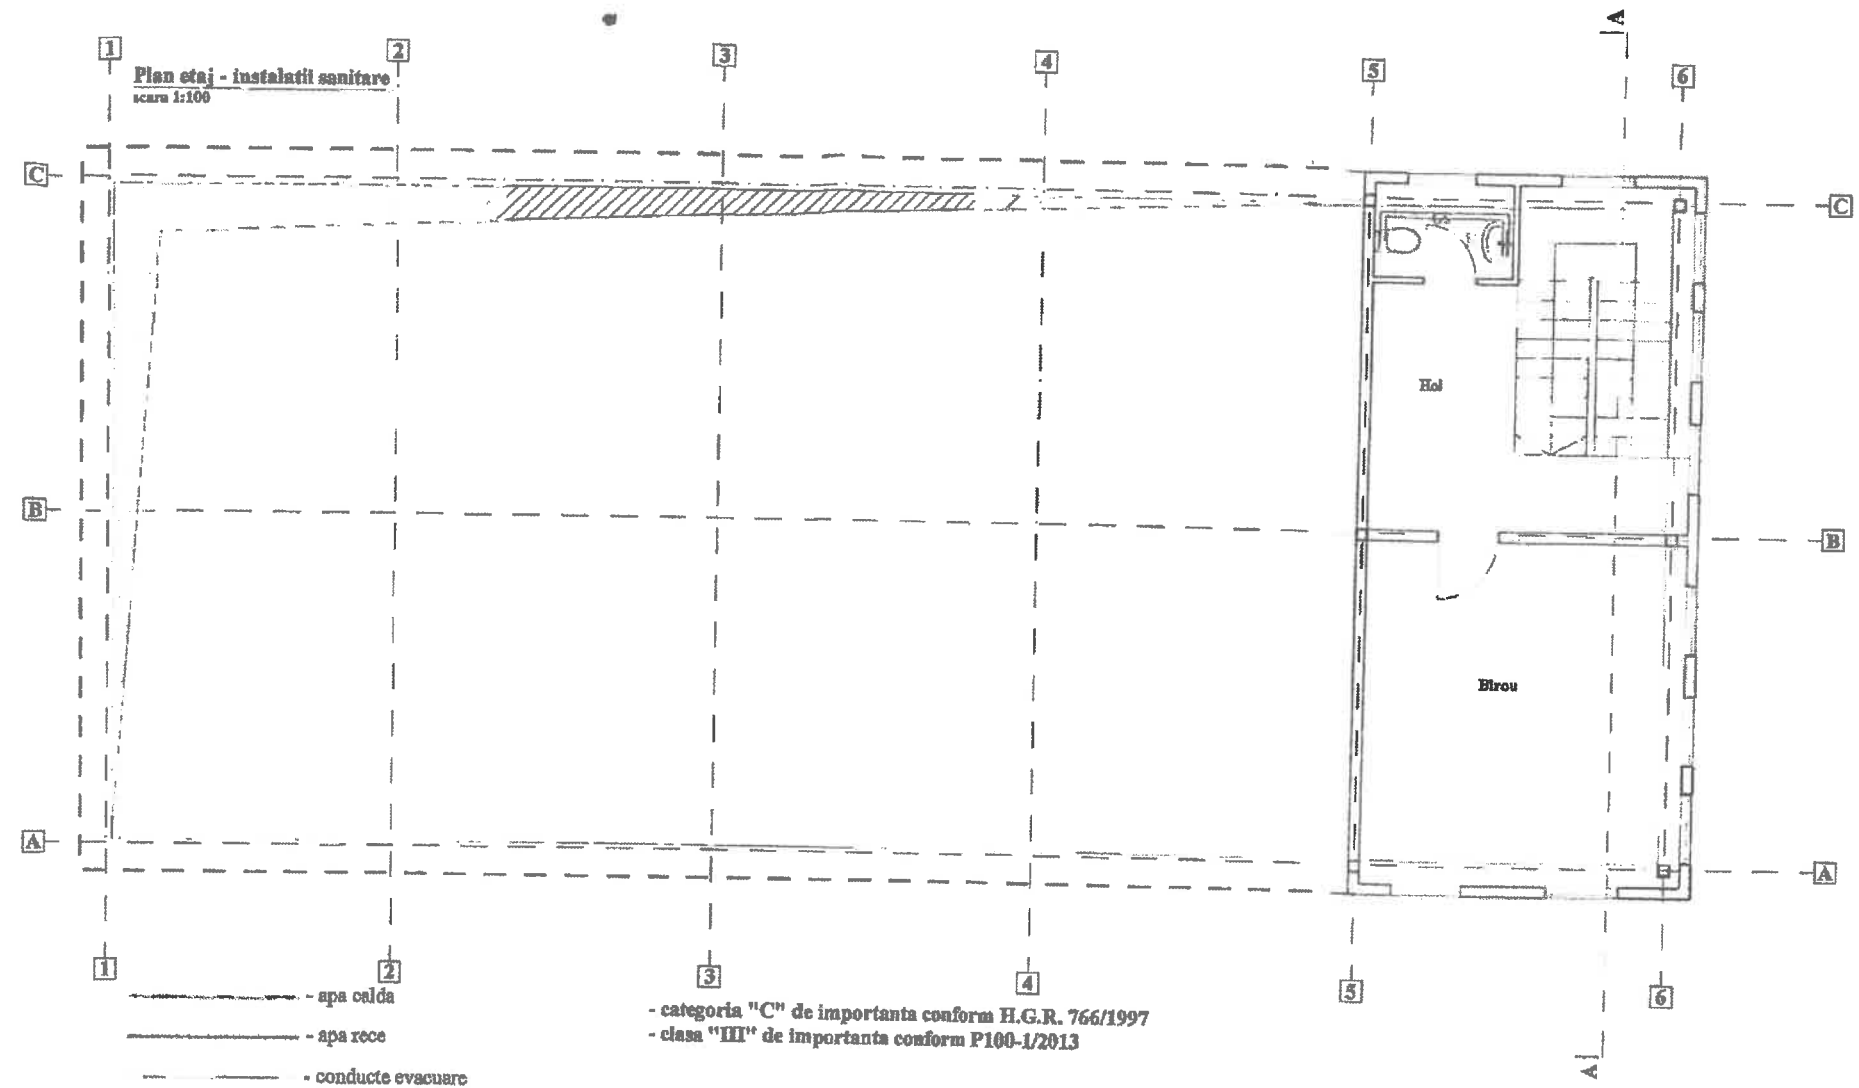 A
1
2
3
4
5
6
Plan etaj - instalatii sanitare
scara 1:100
C
C
Hol
B
B
Birou
A
A
1
2
3
4
5
6
- apa calda
- apa rece
- conducte evacuare
- categoria "C" de importanta conform H.G.R. 766/1997
- clasa "III" de importanta conform P100-1/2013
A